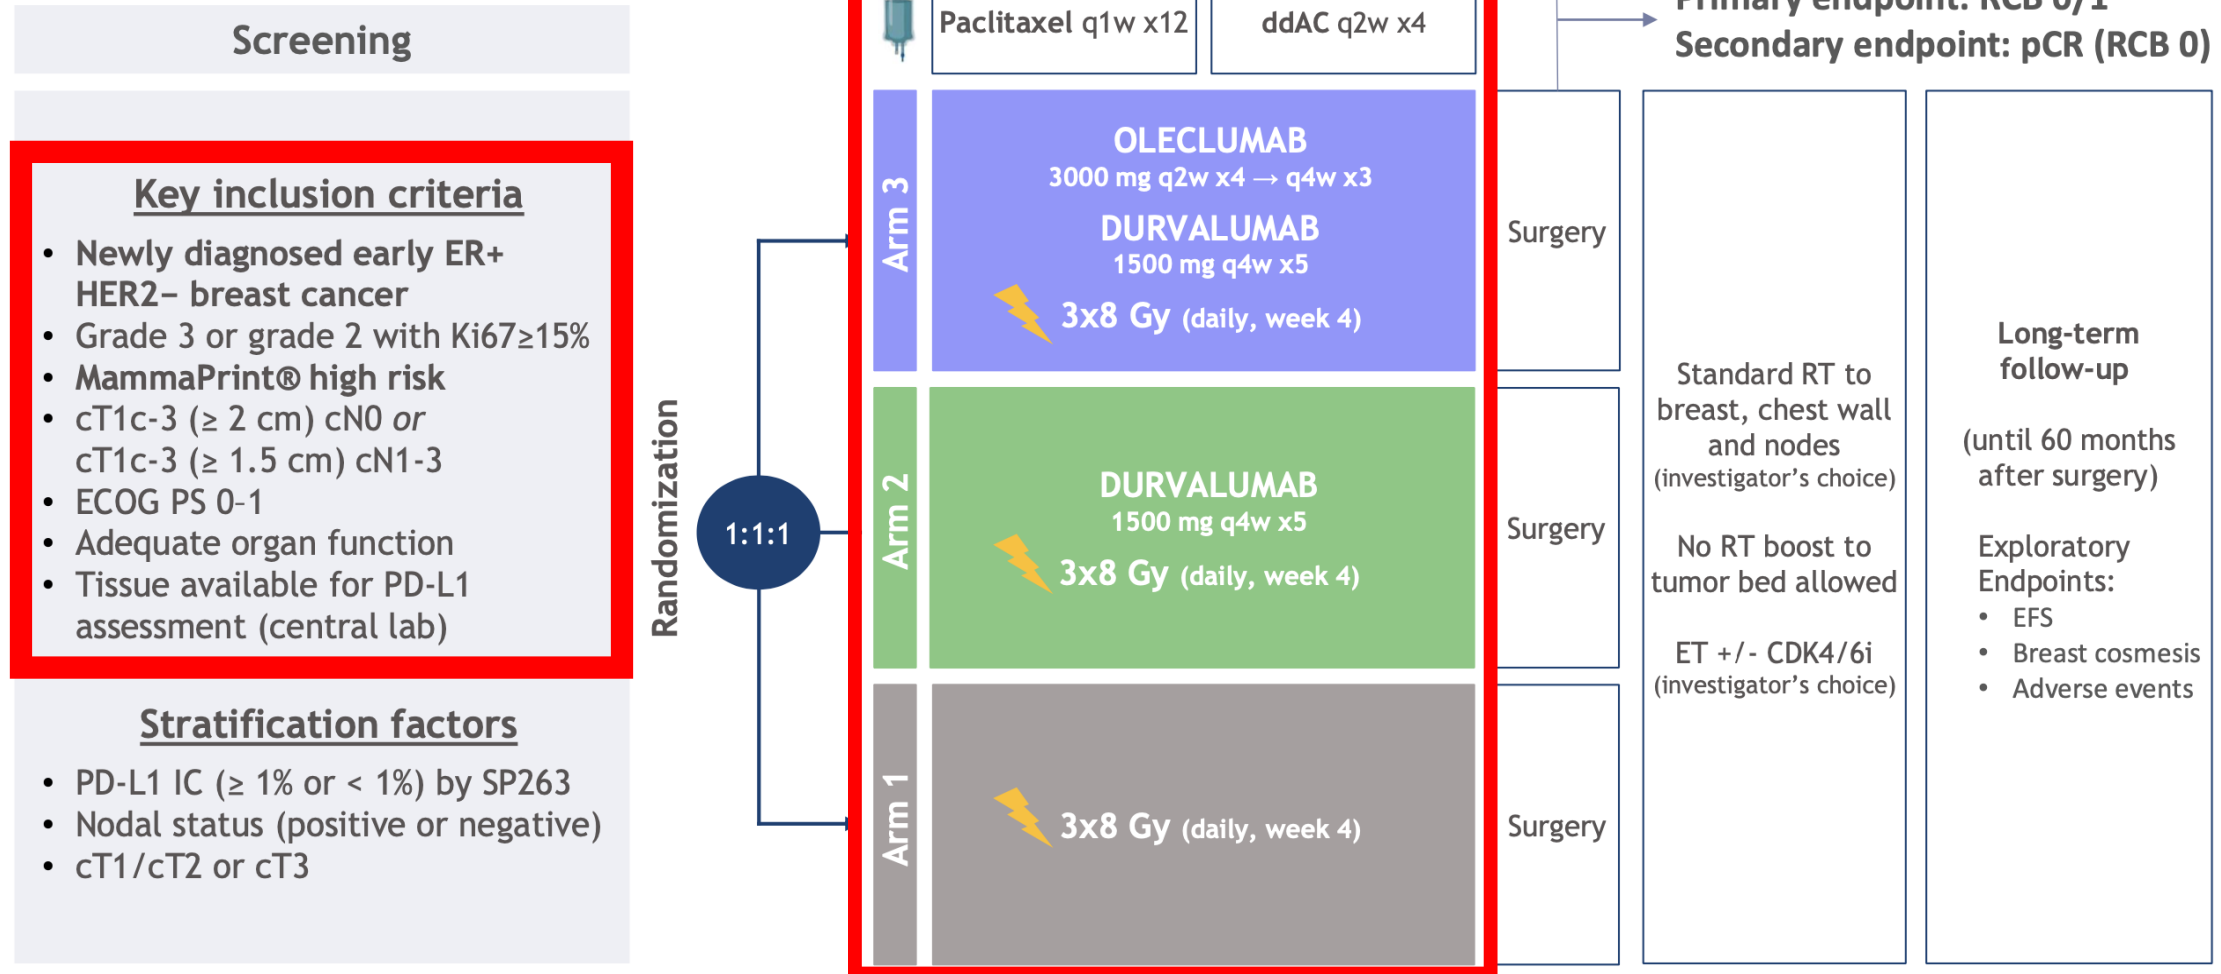 Screening
Key inclusion criteria
• Newly diagnosed early ER+
HER2− breast cancer
• Grade 3 or grade 2 with Ki67≥15%
• MammaPrint® high risk
• cT1c-3 (≥ 2 cm) cN0 or
cT1c-3 (≥ 1.5 cm) cN1-3
• ECOG PS 0–1
• Adequate organ function
• Tissue available for PD-L1
assessment (central lab)
Stratification factors
• PD-L1 IC (≥ 1% or < 1%) by SP263
• Nodal status (positive or negative)
• cT1/cT2 or cT3
Randomization
1:1:1
Paclitaxel q1w x12
ddAC q2w x4
Arm 3
OLECLUMAB
3000 mg q2w x4 → q4w x3
DURVALUMAB
1500 mg q4w x5
3x8 Gy (daily, week 4)
Surgery
Arm 2
DURVALUMAB
1500 mg q4w x5
3x8 Gy (daily, week 4)
Surgery
Arm 1
3x8 Gy (daily, week 4)
Surgery
Primary endpoint: RCB 0/1
Secondary endpoint: pCR (RCB 0)
Standard RT to
breast, chest wall
and nodes
(investigator’s choice)
No RT boost to
tumor bed allowed
ET +/- CDK4/6i
(investigator’s choice)
Long-term
follow-up
(until 60 months
after surgery)
Exploratory
Endpoints:
• EFS
• Breast cosmesis
• Adverse events